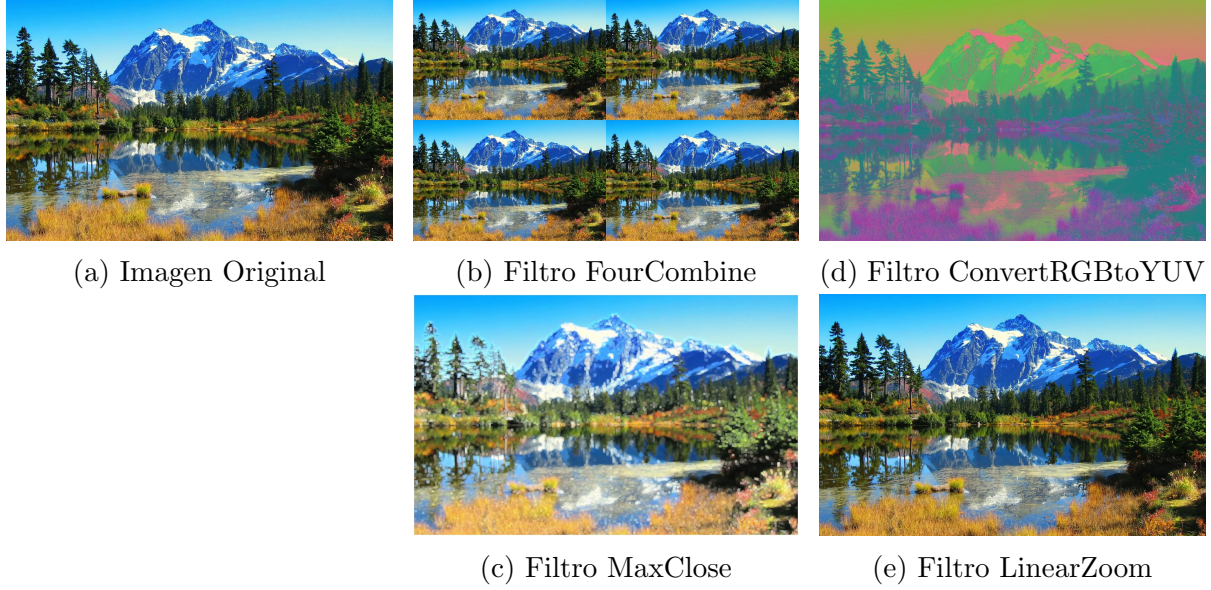 (a) Imagen Original
(b) Filtro FourCombine
(d) Filtro ConvertRGBtoYUV
(c) Filtro MaxClose
(e) Filtro LinearZoom